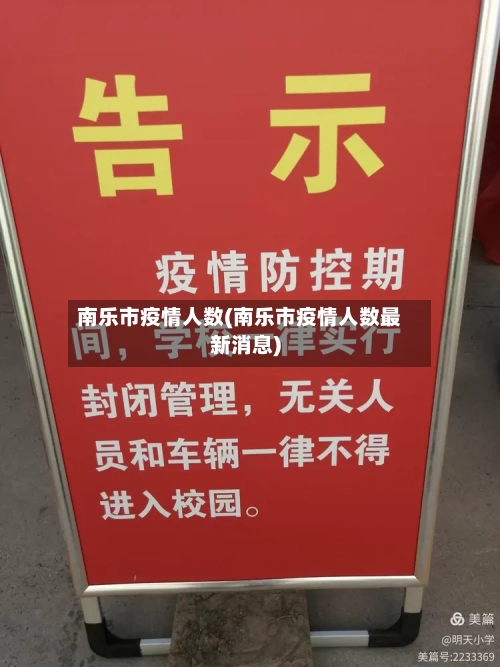 告 示
疫情防控期
南乐市疫情人数(南乐市疫情人数最
新消息)
间，学校一律实行
封闭管理，无关人
员和车辆一律不得
进入校园。
美篇
@明天小学
美篇号:2233369